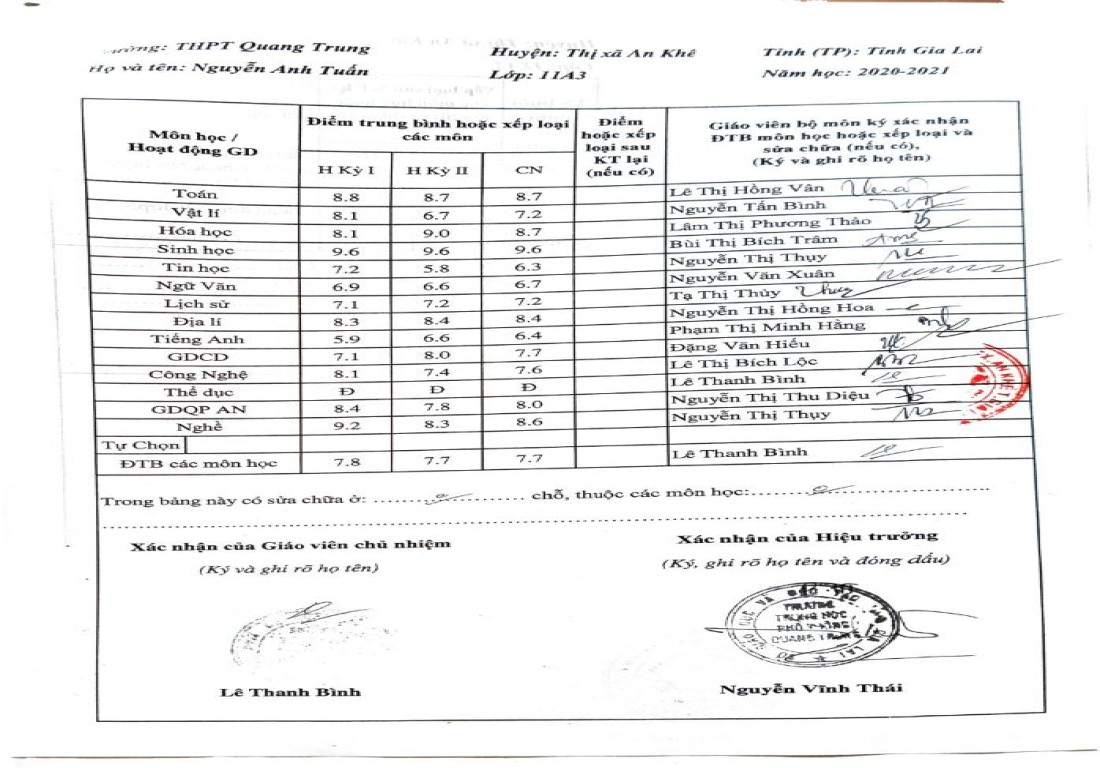 ường: THPT Quang Trung Huyện: Thị xã An Khê Tỉnh (TP): Tỉnh Gia Lai
Họ và tên: Nguyễn Anh Tuấn Lớp: 11A3 Năm học: 2020-2021
Môn học / Hoạt động GD
Điểm trung bình hoặc xếp loại các môn
H Kỳ I H Kỳ II CN
Điểm hoặc xếp loại sau KT lại (nếu có)
Giáo viên bộ môn ký xác nhận
ĐTB môn học hoặc xếp loại và
sửa chữa (nếu có),
(Ký và ghi rõ họ tên)
Toán 8.8 8.7 8.7 Lê Thị Hồng Vân
Vật lí 8.1 6.7 7.2 Nguyễn Tấn Bình
Hóa học 8.1 9.0 8.7 Lâm Thị Phương Thảo
Sinh học 9.6 9.6 9.6 Bùi Thị Bích Trâm
Tin học 7.2 5.8 6.3 Nguyễn Thị Thụy
Ngữ Văn 6.9 6.6 6.7 Nguyễn Văn Xuân
Lịch sử 7.1 7.2 7.2 Tạ Thị Thủy
Địa lí 8.3 8.4 8.4 Nguyễn Thị Hồng Hoa
Tiếng Anh 5.9 6.6 6.4 Phạm Thị Minh Hằng
GDCD 7.1 8.0 7.7 Đặng Văn Hiếu
Công Nghệ 8.1 7.4 7.6 Lê Thị Bích Lộc
Thể dục Đ Đ Đ Lê Thanh Bình
GDQP AN 8.4 7.8 8.0 Nguyễn Thị Thu Diệu
Nghề 9.2 8.3 8.6 Nguyễn Thị Thụy
Tự Chọn
ĐTB các môn học 7.8 7.7 7.7 Lê Thanh Bình
Trong bảng này có sửa chữa ở: ........................ chỗ, thuộc các môn học:........................
Xác nhận của Giáo viên chủ nhiệm
(Ký và ghi rõ họ tên)
Lê Thanh Bình
Xác nhận của Hiệu trưởng
(Ký, ghi rõ họ tên và đóng dấu)
TRƯỜNG
TRUNG HỌC
PHỔ THÔNG
QUANG TRUNG
Nguyễn Vĩnh Thái